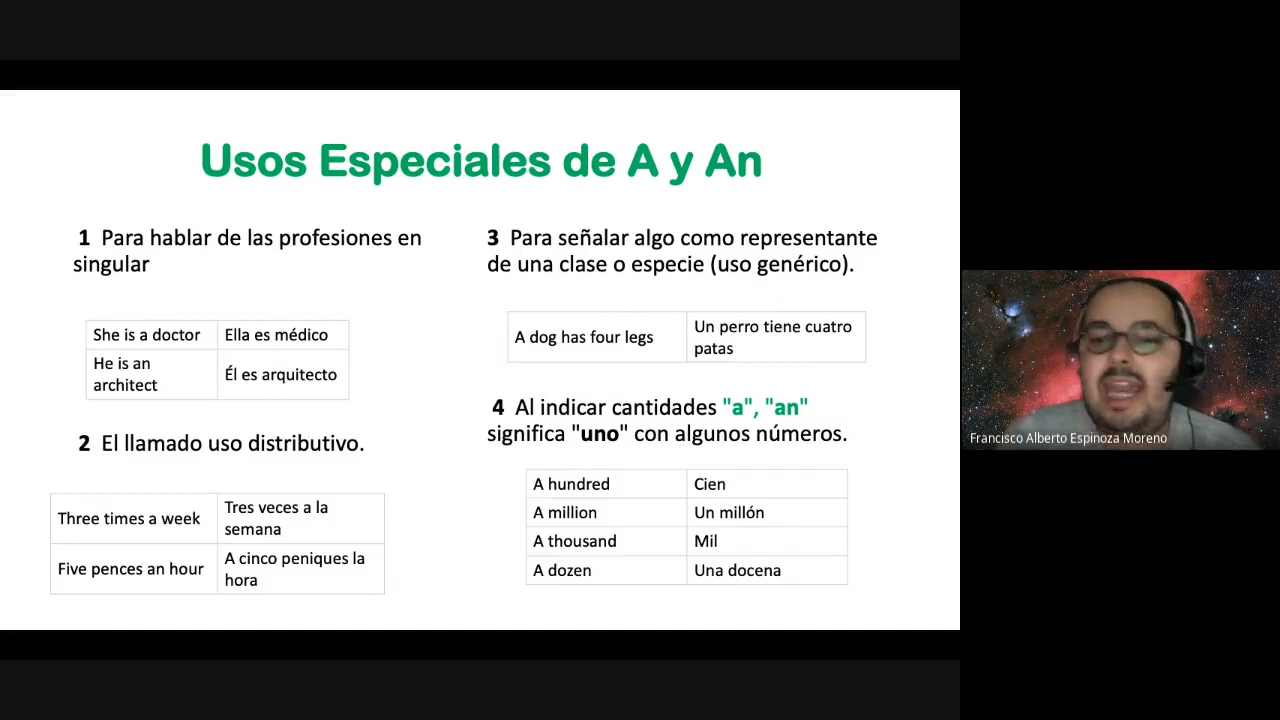 Usos Especiales de A y An
1 Para hablar de las profesiones en
singular
She is a doctor
Ella es médico
He is an
architect
Él es arquitecto
2 El llamado uso distributivo.
Three times a week
Tres veces a la
semana
Five pences an hour
A cinco peniques la
hora
3 Para señalar algo como representante
de una clase o especie (uso genérico).
A dog has four legs
Un perro tiene cuatro
patas
4 Al indicar cantidades "a", "an"
significa "uno" con algunos números.
A hundred
Cien
A million
Un millón
A thousand
Mil
A dozen
Una docena
Francisco Alberto Espinoza Moreno